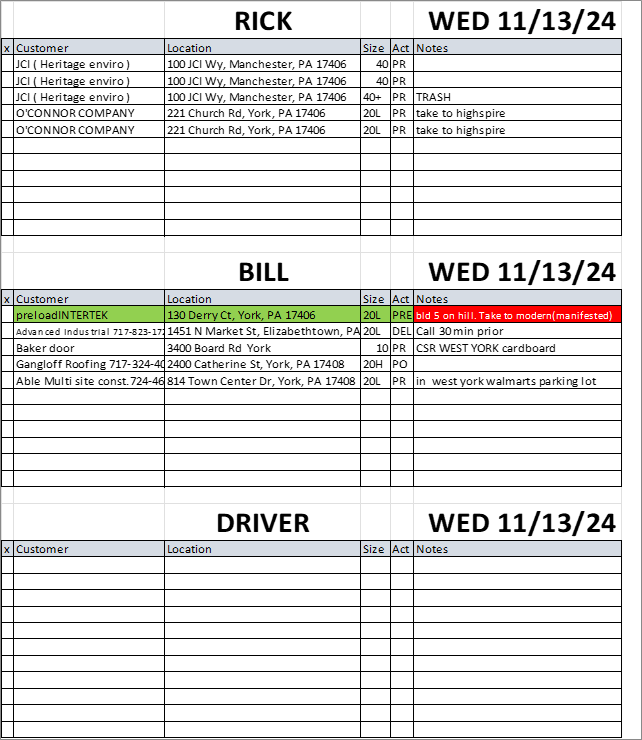 RICK WED 11/13/24
x Customer Location Size Act Notes
JCI ( Heritage enviro ) 100 JCI Wy, Manchester, PA 17406 40 PR
JCI ( Heritage enviro ) 100 JCI Wy, Manchester, PA 17406 40 PR
JCI ( Heritage enviro ) 100 JCI Wy, Manchester, PA 17406 40+ PR TRASH
O'CONNOR COMPANY 221 Church Rd, York, PA 17406 20L PR take to highspire
O'CONNOR COMPANY 221 Church Rd, York, PA 17406 20L PR take to highspire
BILL WED 11/13/24
x Customer Location Size Act Notes
preloadINTERTEK 130 Derry Ct, York, PA 17406 20L PRE bld 5 on hill. Take to modern(manifested)
Advanced Industrial 717-823-172 1451 N Market St, Elizabethtown, PA 20L DEL Call 30 min prior
Baker door 3400 Board Rd York 10 PR CSR WEST YORK cardboard
Gangloff Roofing 717-324-40 2400 Catherine St, York, PA 17408 20H PO
Able Multi site const.724-46 814 Town Center Dr, York, PA 17408 20L PR in west york walmarts parking lot
DRIVER WED 11/13/24
x Customer Location Size Act Notes